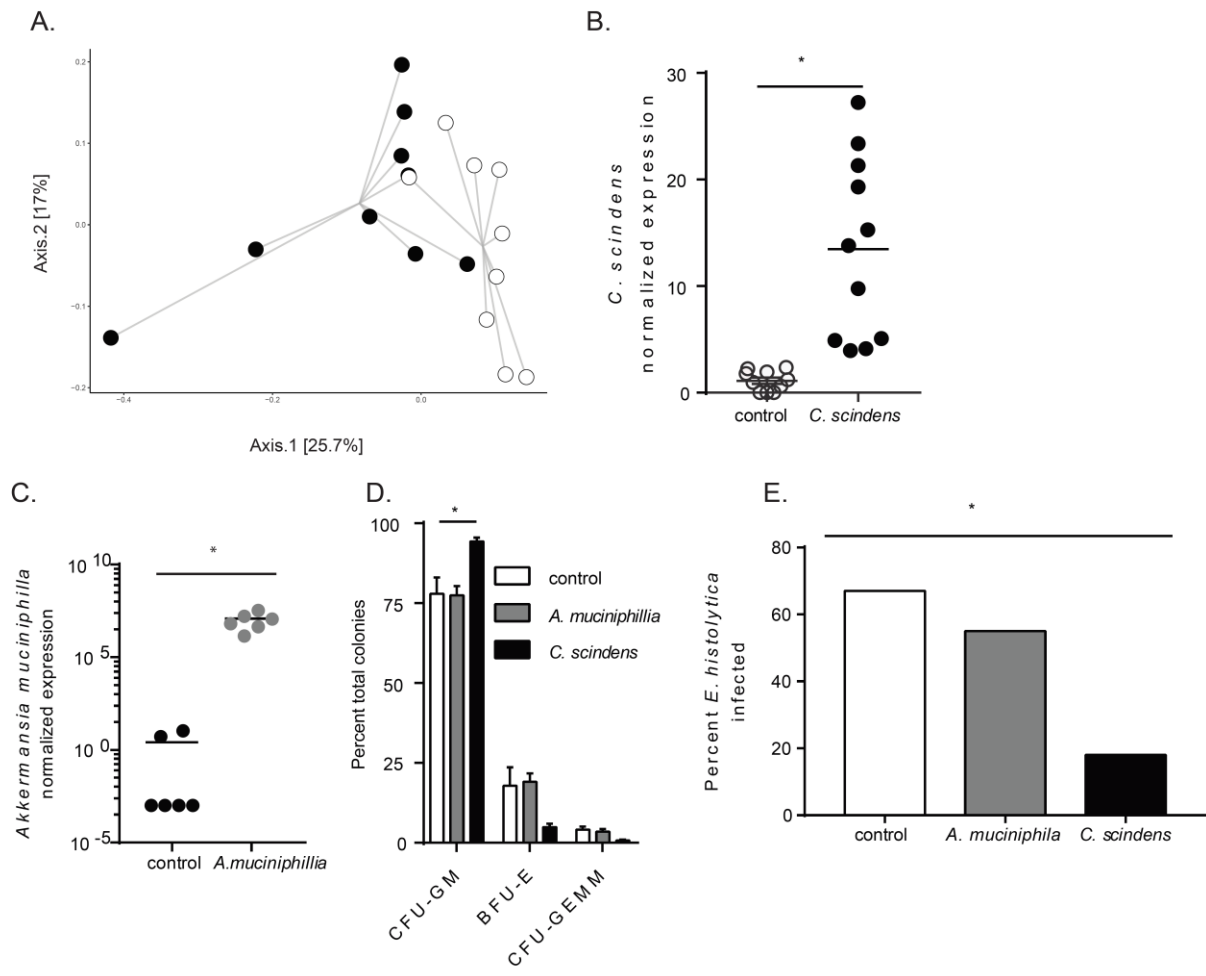 A.
0.2
0.1
0.0
−0.1
−0.2
−0.4
−0.2
0.0
Axis.2 [17%]
Axis.1 [25.7%]
B.
*
30
20
10
0
C. scindens
normalized expression
control
C. scindens
C.
*
10 10
10 5
10 0
10 −5
Akkermansia muciniphilla
normalized expression
control
A.muciniphillia
D.
*
100
75
50
25
0
Percent total colonies
control
A. muciniphillia
C. scindens
CFU-GM
BFU-E
CFU-GEMM
E.
*
80
60
40
20
0
Percent E. histolytica
infected
control
A. muciniphila
C. scindens